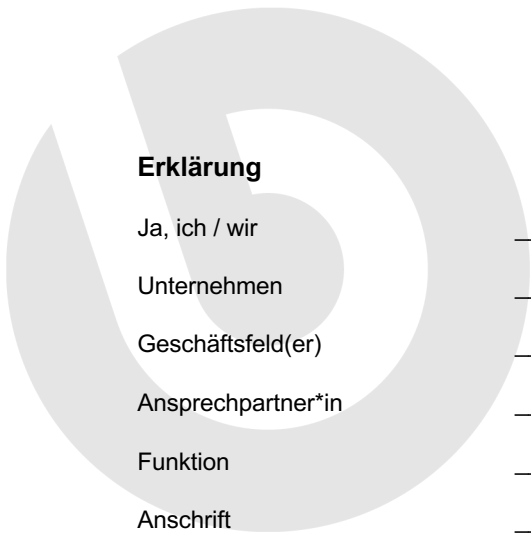 Erklärung
Ja, ich / wir
Unternehmen
Geschäftsfeld(er)
Ansprechpartner*in
Funktion
Anschrift